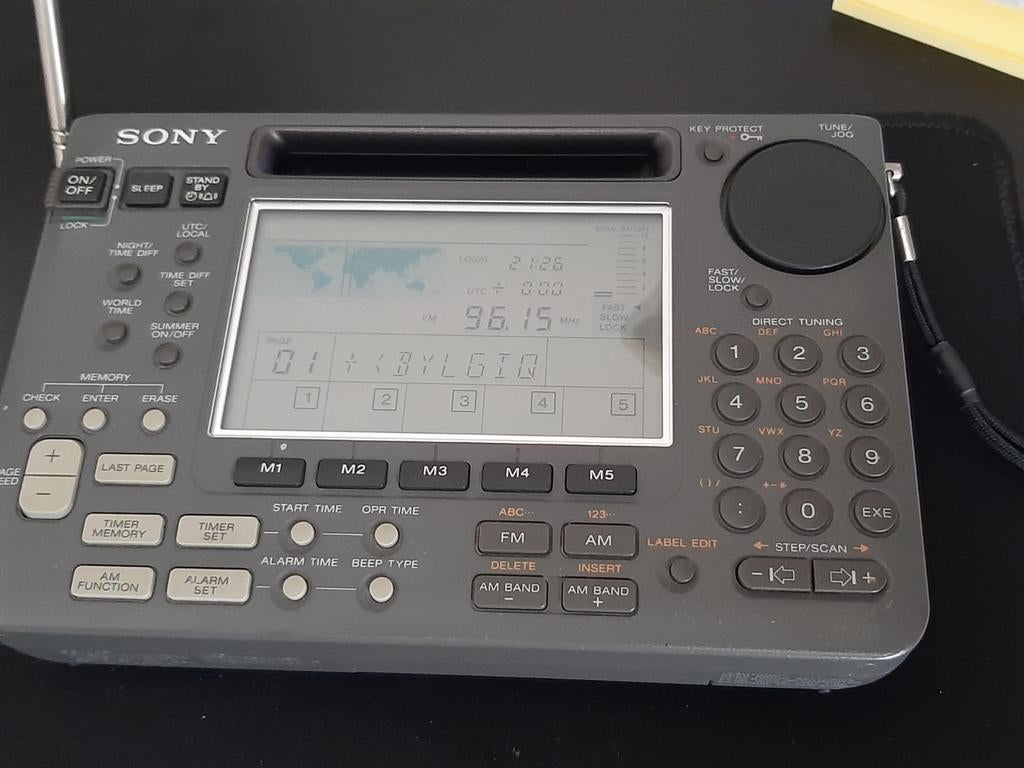 SONY
KEY PROTECT
TUNE/
JOG
POWER
ON/
OFF
LOCK
SLEEP
STAND
BY
UTC/
LOCAL
NIGHT/
TIME DIFF
TIME DIFF
SET
WORLD
TIME
SUMMER
ON/OFF
LOCAL 21:26
UTC ÷ 0:00
FM 96.15 MHz
FAST
SLOW
LOCK
FAST/
SLOW/
LOCK
PAGE
01
1 2 3 4 5
DIRECT TUNING
ABC DEF GHI
1 2 3
JKL MNO PQR
4 5 6
STU VWX YZ
7 8 9
( ) / +-*
: 0 EXE
MEMORY
CHECK ENTER ERASE
+
-
LAST PAGE
M1 M2 M3 M4 M5
TIMER
MEMORY
TIMER
SET
START TIME OPR TIME
AM
FUNCTION
ALARM
SET
ALARM TIME BEEP TYPE
ABC··· 123···
FM AM
DELETE INSERT
AM BAND
-
AM BAND
+
LABEL EDIT
← STEP/SCAN →
- +